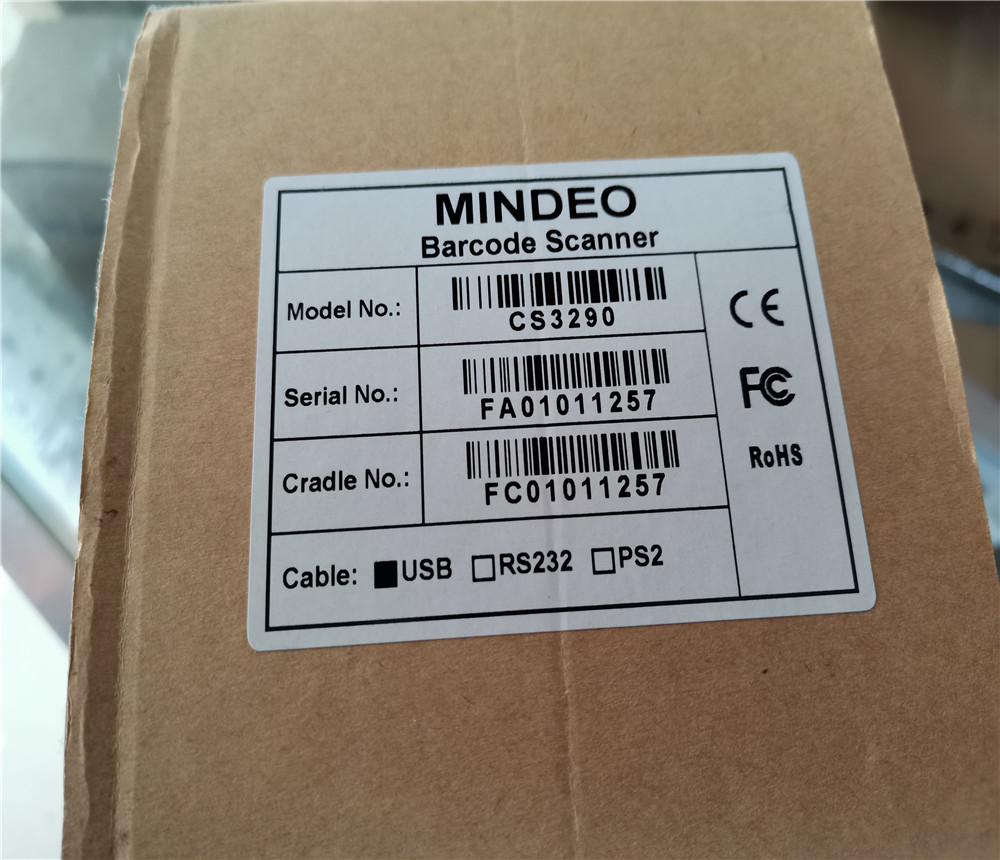 MINDEO
Barcode Scanner
Model No.:
CS3290
Serial No.:
FA01011257
Cradle No.:
FC01011257
Cable: ■USB □RS232 □PS2
CE
FC
RoHS